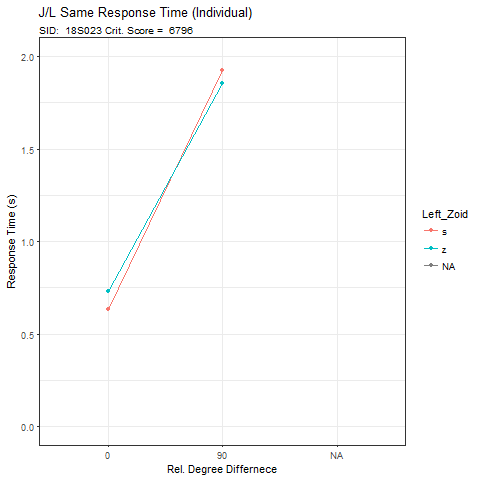 J/L Same Response Time (Individual)
SID:  18S023 Crit. Score =  6796
2.0
1.5
1.0
0.5
0.0
Response Time (s)
0
90
NA
Rel. Degree Differnece
Left_Zoid
s
z
NA